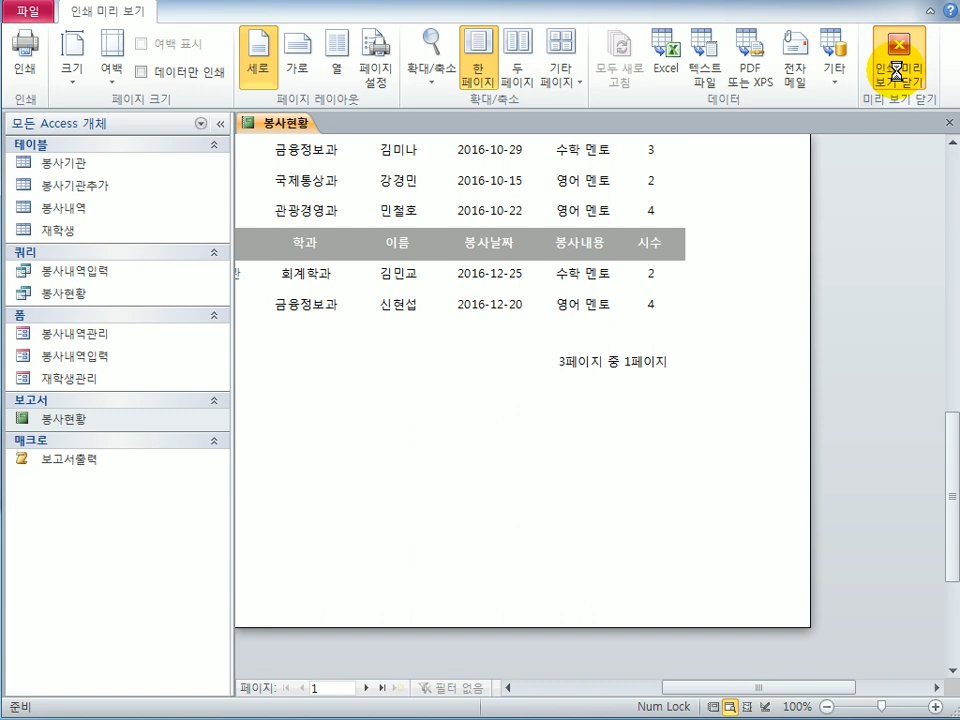 파일 인쇄 미리 보기
인쇄 크기 여백 여백 표시 데이터만 인쇄 세로 가로 열 페이지 설정 확대/축소 한 페이지 두 페이지 기타 페이지 모두 새로 고침 Excel 텍스트 파일 PDF 또는 XPS 전자 메일 기타 인쇄 미리 보기 닫기
인쇄 페이지 크기 페이지 레이아웃 확대/축소 데이터 미리 보기 닫기
모든 Access 개체 봉사현황
테이블
봉사기관
봉사기관추가
봉사내역
재학생
쿼리
봉사내역입력
봉사현황
폼
봉사내역관리
봉사내역입력
재학생관리
보고서
봉사현황
매크로
보고서출력
금융정보과 김미나 2016-10-29 수학 멘토 3
국제통상과 강경민 2016-10-15 영어 멘토 2
관광경영과 민철호 2016-10-22 영어 멘토 4
학과 이름 봉사날짜 봉사내용 시수
회계학과 김민교 2016-12-25 수학 멘토 2
금융정보과 신현섭 2016-12-20 영어 멘토 4
3페이지 중 1페이지
페이지: 1 필터 없음
준비 Num Lock 100%